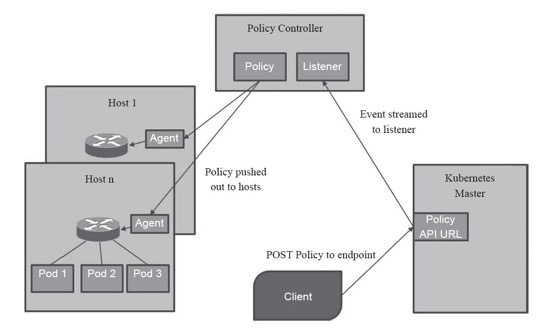 Policy Controller
Policy
Listener
Host 1
Agent
Event streamed
to listener
Host n
Policy pushed
out to hosts
Kubernetes
Master
Agent
Policy
API URL
POST Policy to endpoint
Pod 1
Pod 2
Pod 3
Client